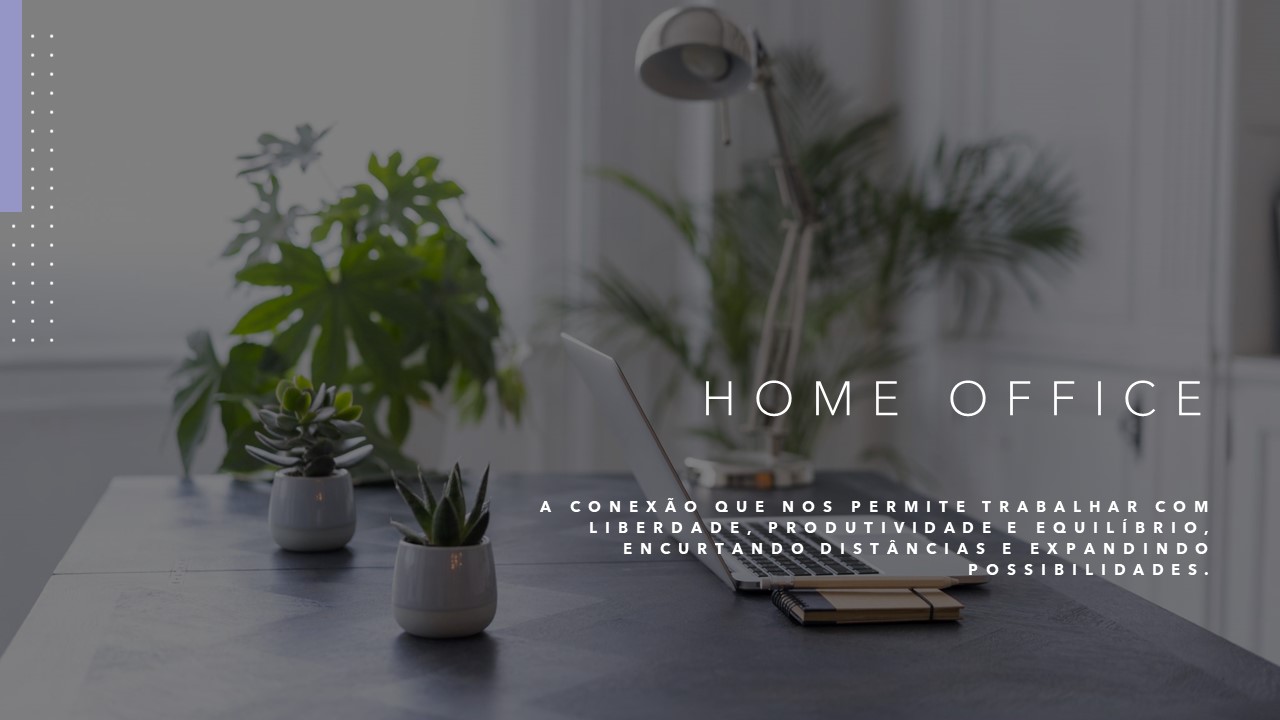 HOME OFFICE
A CONEXÃO QUE NOS PERMITE TRABALHAR COM
LIBERDADE, PRODUTIVIDADE E EQUILÍBRIO,
ENCURTANDO DISTÂNCIAS E EXPANDINDO
POSSIBILIDADES.